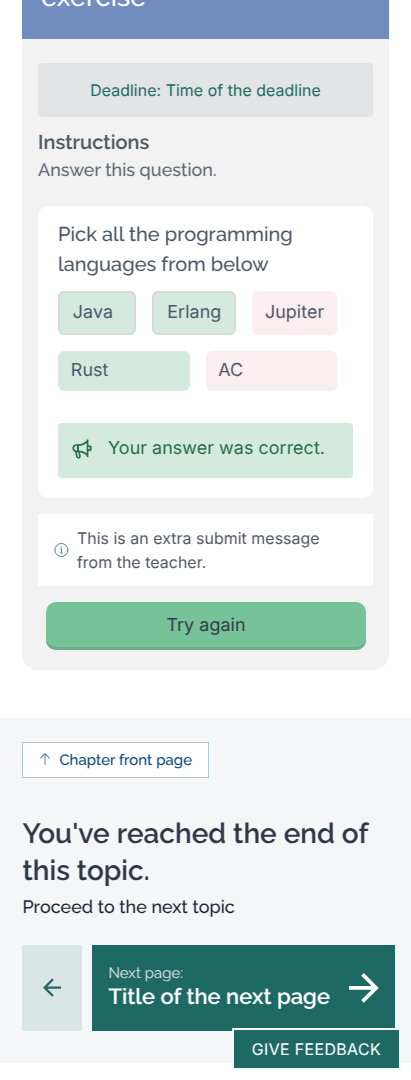 exercise
Deadline: Time of the deadline
Instructions
Answer this question.
Pick all the programming
languages from below
Java
Erlang
Jupiter
Rust
AC
Your answer was correct.
This is an extra submit message
from the teacher.
Try again
Chapter front page
You've reached the end of
this topic.
Proceed to the next topic
Next page:
Title of the next page
GIVE FEEDBACK